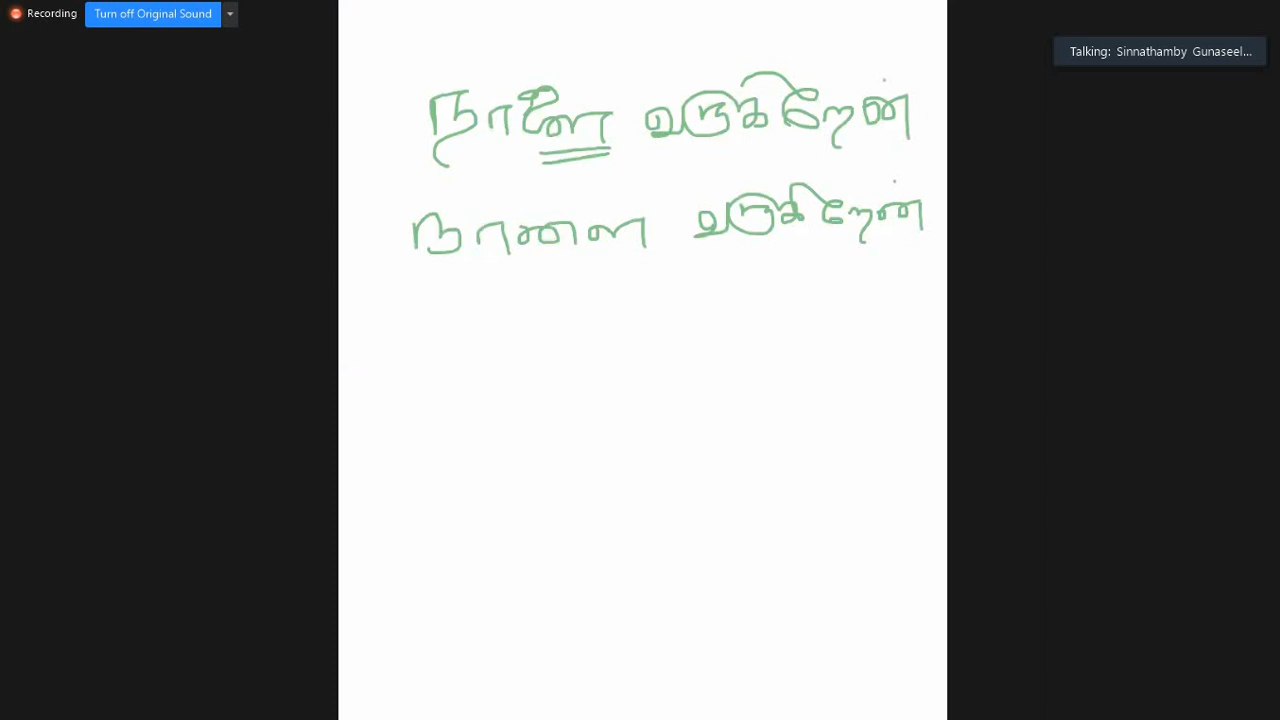 Recording Turn off Original Sound
Talking: Sinnathamby Gunaseel...
நாளை வருகிறேன்
நாளை வருகிறேன்